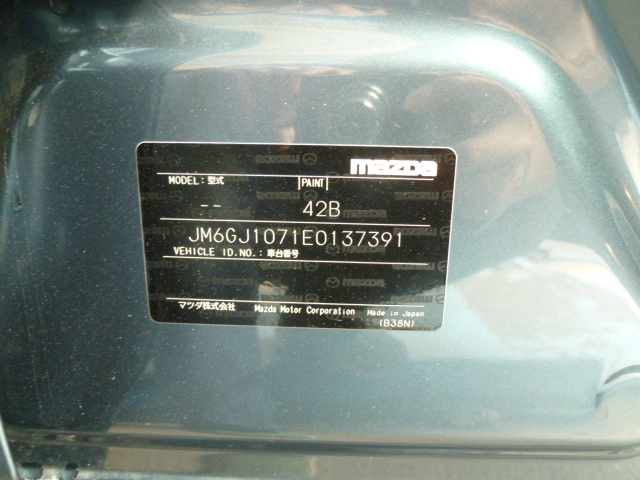 mazda
MODEL: 型式 PAINT
-- 42B
JM6GJ1071E0137391
VEHICLE ID.NO.: 車台番号
マツダ株式会社 Mazda Motor Corporation Made in Japan
(B38N)